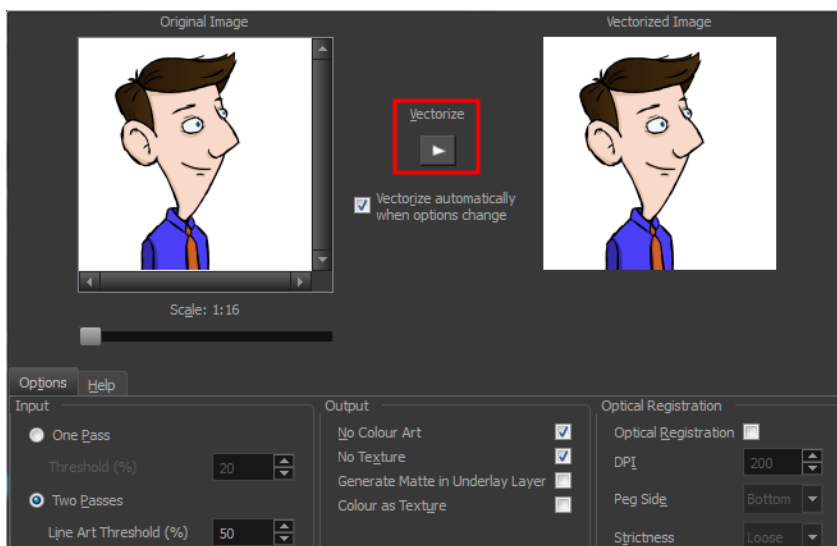 Original Image
Vectorized Image
Vectorize
Vectorize automatically
when options change
Scale: 1:16
Options
Help
Input
One Pass
Threshold (%)
20
Two Passes
Line Art Threshold (%)
50
Output
No Colour Art
No Texture
Generate Matte in Underlay Layer
Colour as Texture
Optical Registration
Optical Registration
DPI
200
Peg Side
Bottom
Strictness
Loose